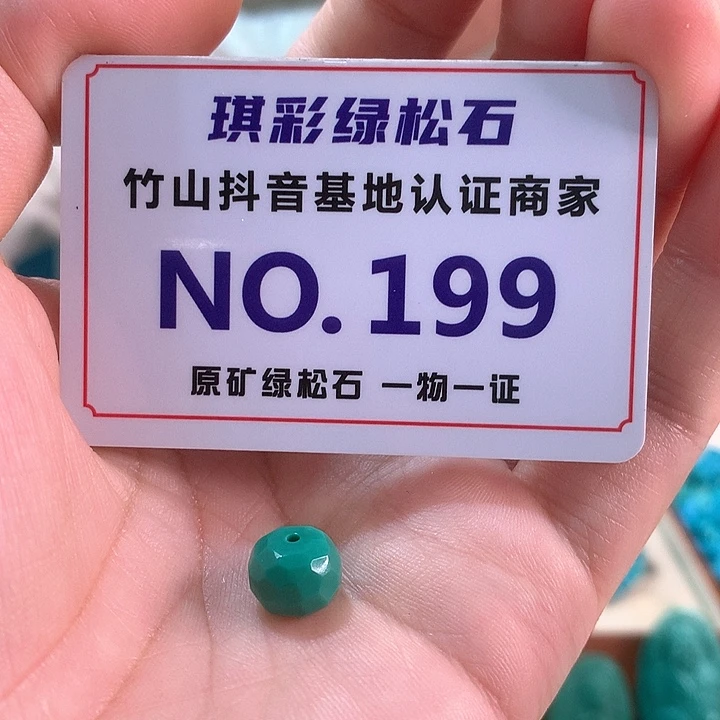 琪彩绿松石
竹山抖音基地认证商家
NO.199
原矿绿松石 一物一证